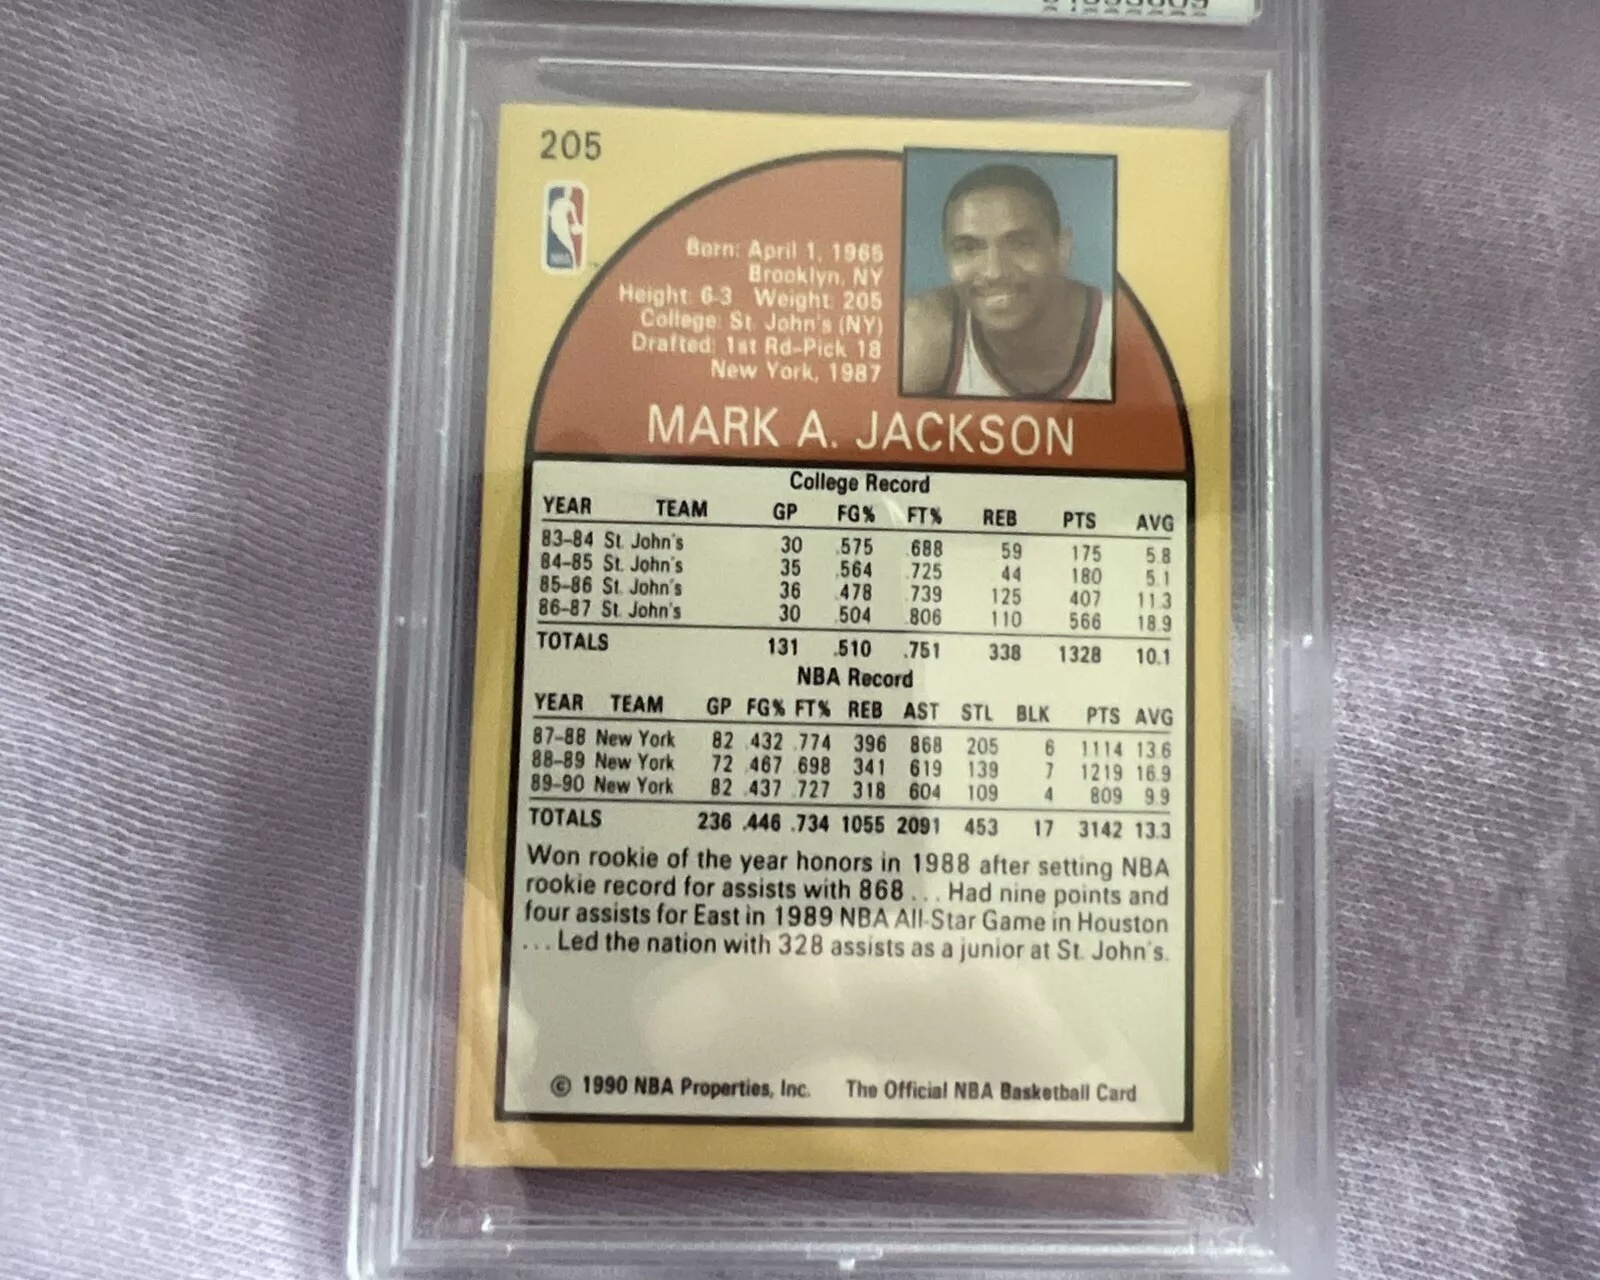 205
Born: April 1, 1965
Brooklyn, NY
Height: 6-3 Weight: 205
College: St. John's (NY)
Drafted: 1st Rd-Pick 18
New York, 1987
MARK A. JACKSON
College Record
YEAR TEAM GP FG% FT% REB PTS AVG
83-84 St. John's 30 .575 .688 59 175 5.8
84-85 St. John's 35 .564 .725 44 180 5.1
85-86 St. John's 36 .478 .739 125 407 11.3
86-87 St. John's 30 .504 .806 110 566 18.9
TOTALS 131 .510 .751 338 1328 10.1
NBA Record
YEAR TEAM GP FG% FT% REB AST STL BLK PTS AVG
87-88 New York 82 .432 .774 396 868 205 6 1114 13.6
88-89 New York 72 .467 .698 341 619 139 7 1219 16.9
89-90 New York 82 .437 .727 318 604 109 4 809 9.9
TOTALS 236 .446 .734 1055 2091 453 17 3142 13.3
Won rookie of the year honors in 1988 after setting NBA
rookie record for assists with 868 . . . Had nine points and
four assists for East in 1989 NBA All-Star Game in Houston
. . . Led the nation with 328 assists as a junior at St. John's.
© 1990 NBA Properties, Inc. The Official NBA Basketball Card